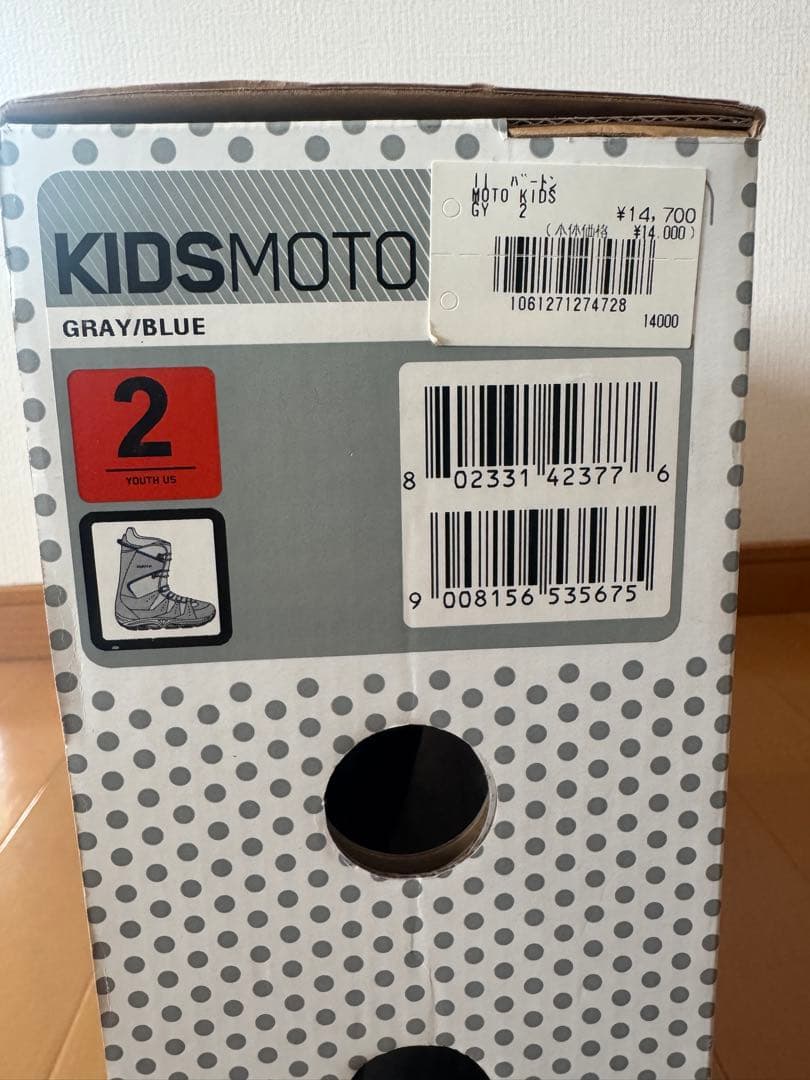 バートン
MOTO KIDS
GY 2
¥14,700
(本体価格 ¥14,000)
1061271274728
14000
KIDSMOTO
GRAY/BLUE
2
YOUTH US
8 02331 42377 6
9 008156 535675